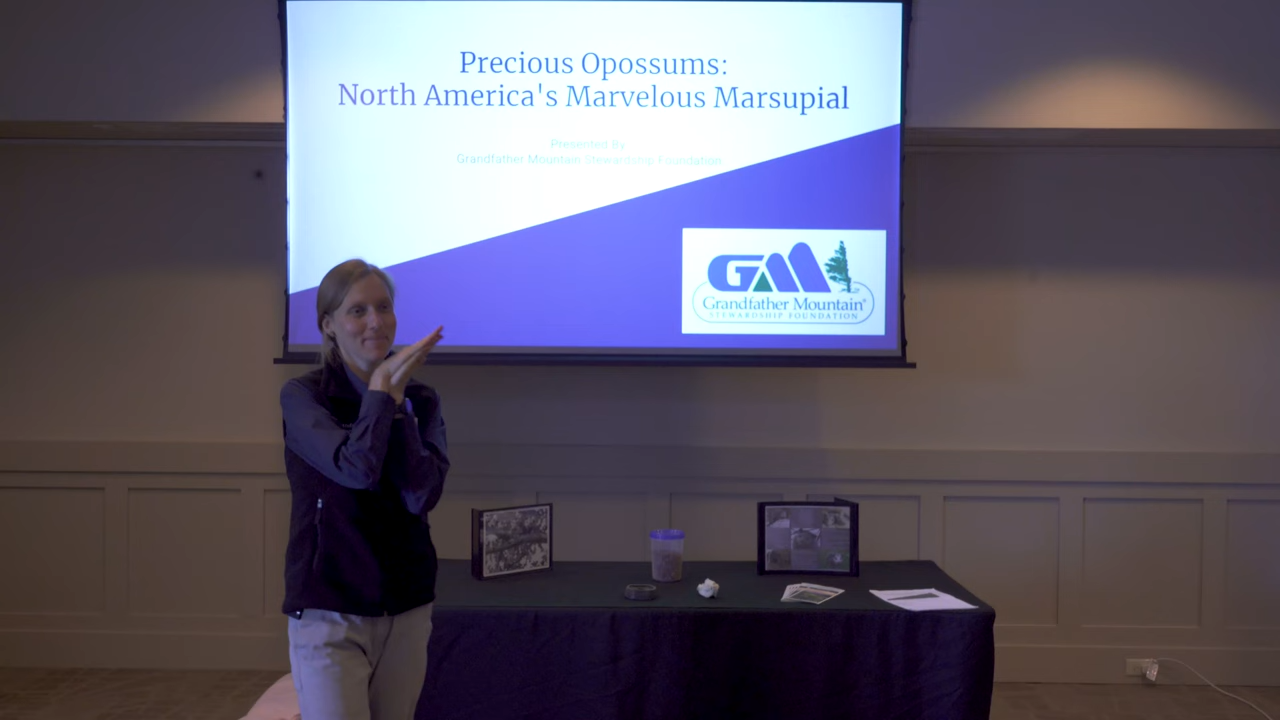 Precious Opossums:
North America's Marvelous Marsupial
Presented By
Grandfather Mountain Stewardship Foundation
GM
Grandfather Mountain®
STEWARDSHIP FOUNDATION